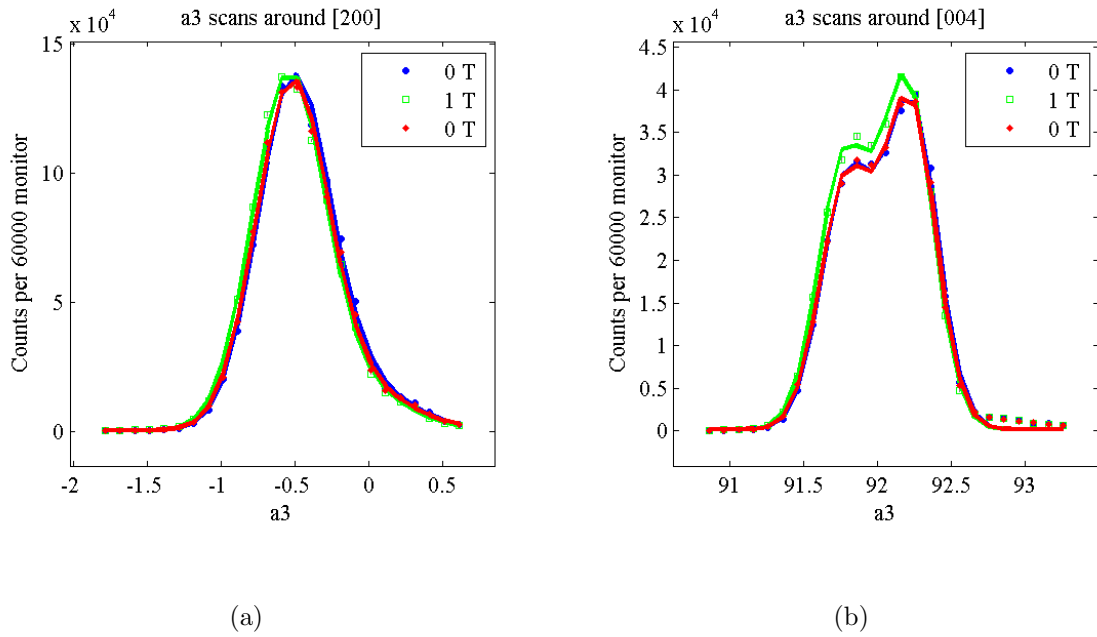 a3 scans around [200]
x 10^4
15
10
5
0
-2 -1.5 -1 -0.5 0 0.5
a3
Counts per 60000 monitor
0 T
1 T
0 T
(a)
a3 scans around [004]
x 10^4
4.5
4
3.5
3
2.5
2
1.5
1
0.5
0
91 91.5 92 92.5 93
a3
Counts per 60000 monitor
0 T
1 T
0 T
(b)